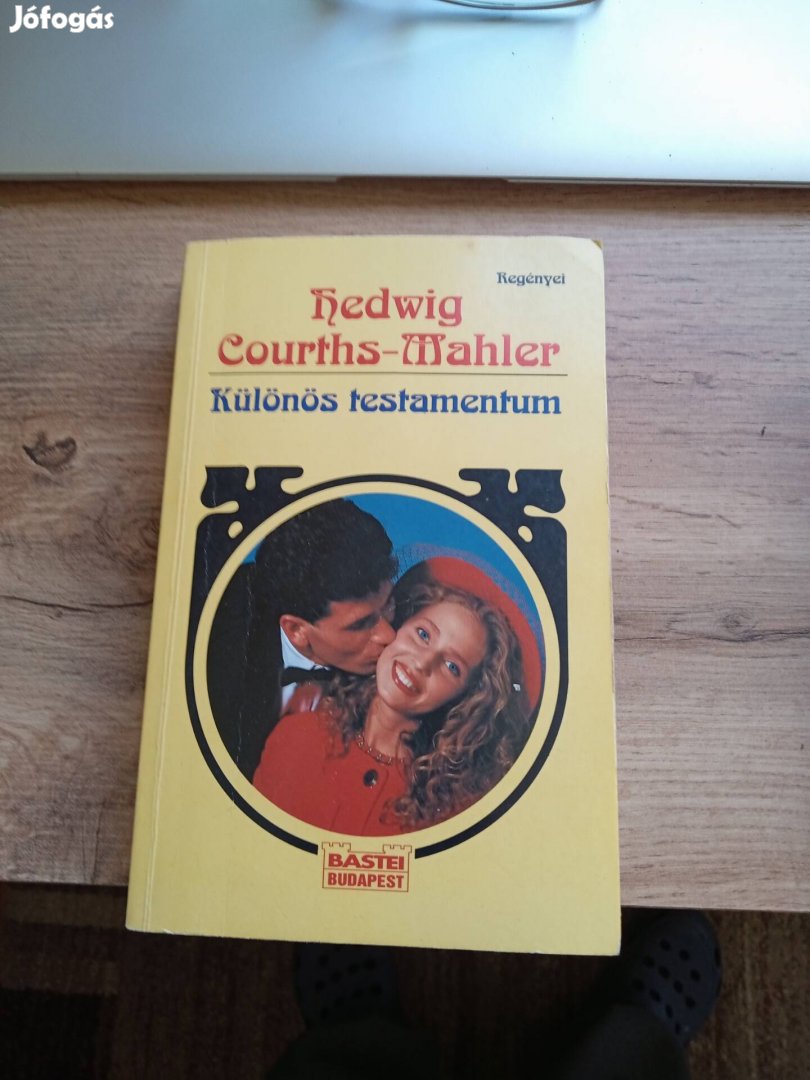 Jófogás
Regényei
Hedwig
Courths-Mahler
Különös testamentum
BASTEI
BUDAPEST